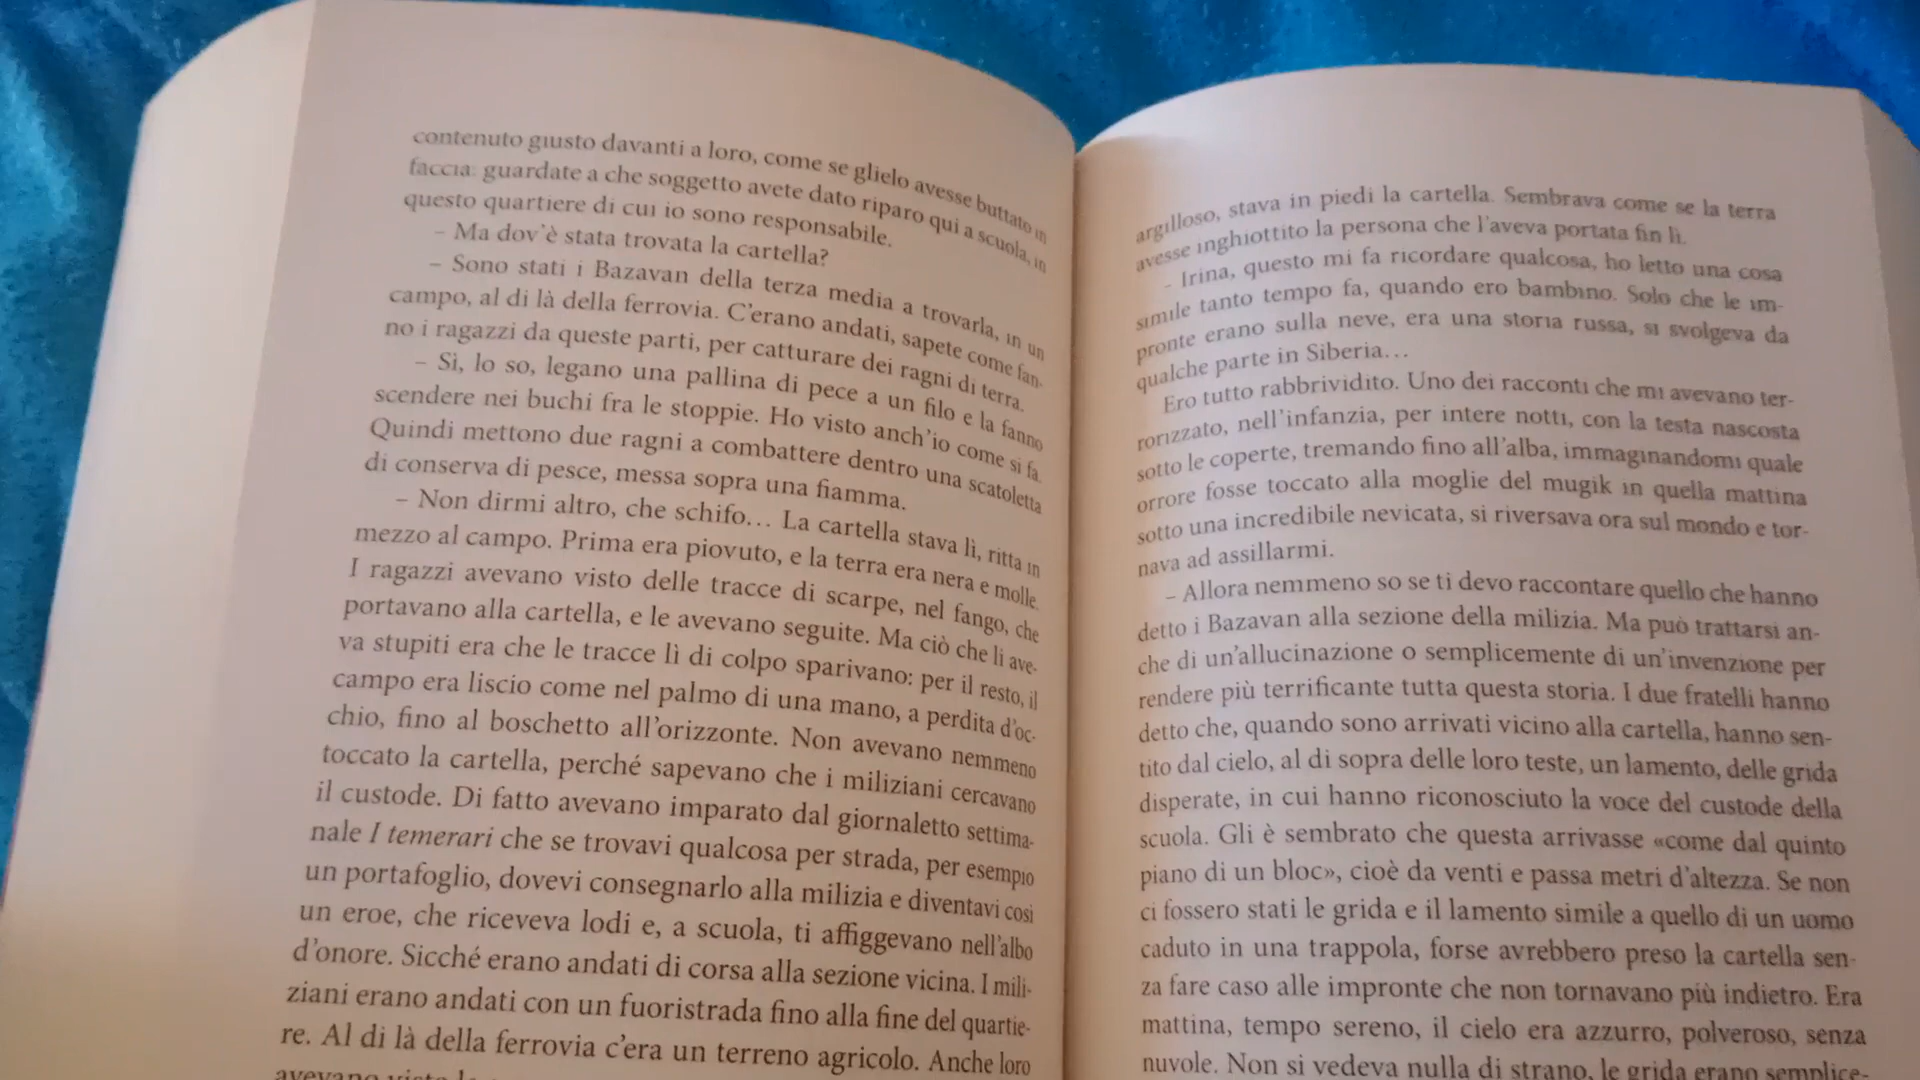 contenuto giusto davanti a loro, come se glielo avesse buttato in
faccia: guardate a che soggetto avete dato riparo qui a scuola, in
questo quartiere di cui io sono responsabile.
– Ma dov'è stata trovata la cartella?
– Sono stati i Bazavan della terza media a trovarla, in un
campo, al di là della ferrovia. C'erano andati, sapete come fan-
no i ragazzi da queste parti, per catturare dei ragni di terra.
– Sì, lo so, legano una pallina di pece a un filo e la fanno
scendere nei buchi fra le stoppie. Ho visto anch'io come si fa.
Quindi mettono due ragni a combattere dentro una scatoletta
di conserva di pesce, messa sopra una fiamma.
– Non dirmi altro, che schifo… La cartella stava lì, ritta in
mezzo al campo. Prima era piovuto, e la terra era nera e molle.
I ragazzi avevano visto delle tracce di scarpe, nel fango, che
portavano alla cartella, e le avevano seguite. Ma ciò che li ave-
va stupiti era che le tracce lì di colpo sparivano: per il resto, il
campo era liscio come nel palmo di una mano, a perdita d'oc-
chio, fino al boschetto all'orizzonte. Non avevano nemmeno
toccato la cartella, perché sapevano che i miliziani cercavano
il custode. Di fatto avevano imparato dal giornaletto settima-
nale I temerari che se trovavi qualcosa per strada, per esempio
un portafoglio, dovevi consegnarlo alla milizia e diventavi così
un eroe, che riceveva lodi e, a scuola, ti affiggevano nell'albo
d'onore. Sicché erano andati di corsa alla sezione vicina. I mili-
ziani erano andati con un fuoristrada fino alla fine del quartie-
re. Al di là della ferrovia c'era un terreno agricolo. Anche loro
avevano
argilloso, stava in piedi la cartella. Sembrava come se la terra
avesse inghiottito la persona che l'aveva portata fin lì.
– Irina, questo mi fa ricordare qualcosa, ho letto una cosa
simile tanto tempo fa, quando ero bambino. Solo che le im-
pronte erano sulla neve, era una storia russa, si svolgeva da
qualche parte in Siberia…
Ero tutto rabbrividito. Uno dei racconti che mi avevano ter-
rorizzato, nell'infanzia, per intere notti, con la testa nascosta
sotto le coperte, tremando fino all'alba, immaginandomi quale
orrore fosse toccato alla moglie del mugik in quella mattina
sotto una incredibile nevicata, si riversava ora sul mondo e tor-
nava ad assillarmi.
– Allora nemmeno so se ti devo raccontare quello che hanno
detto i Bazavan alla sezione della milizia. Ma può trattarsi an-
che di un'allucinazione o semplicemente di un'invenzione per
rendere più terrificante tutta questa storia. I due fratelli hanno
detto che, quando sono arrivati vicino alla cartella, hanno sen-
tito dal cielo, al di sopra delle loro teste, un lamento, delle grida
disperate, in cui hanno riconosciuto la voce del custode della
scuola. Gli è sembrato che questa arrivasse «come dal quinto
piano di un bloc», cioè da venti e passa metri d'altezza. Se non
ci fossero stati le grida e il lamento simile a quello di un uomo
caduto in una trappola, forse avrebbero preso la cartella sen-
za fare caso alle impronte che non tornavano più indietro. Era
mattina, tempo sereno, il cielo era azzurro, polveroso, senza
nuvole. Non si vedeva nulla di strano, le grida erano semplice-